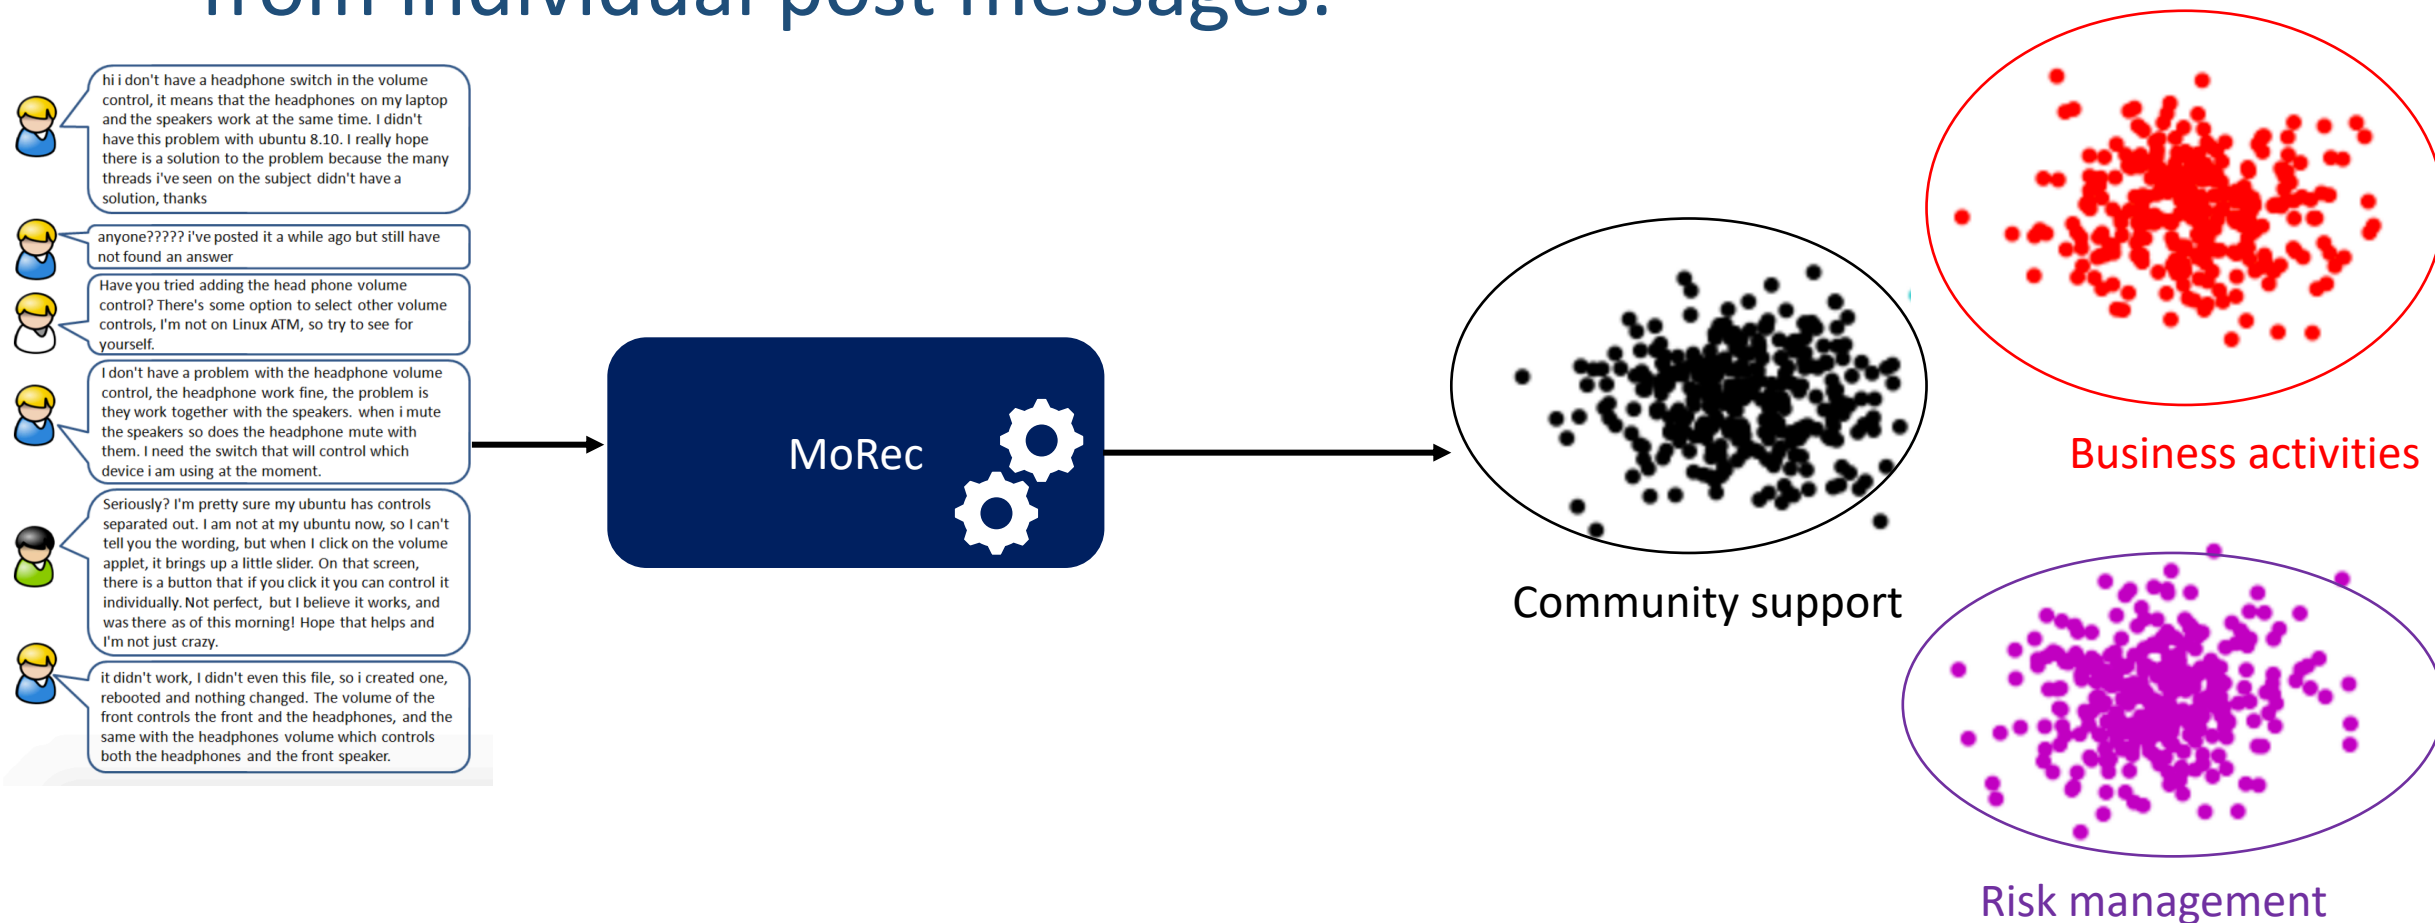 from individual post messages.
hi i don't have a headphone switch in the volume
control, it means that the headphones on my laptop
and the speakers work at the same time. I didn't
have this problem with ubuntu 8.10. I really hope
there is a solution to the problem because the many
threads i've seen on the subject didn't have a
solution, thanks
anyone????? i've posted it a while ago but still have
not found an answer
Have you tried adding the head phone volume
control? There's some option to select other volume
controls, I'm not on Linux ATM, so try to see for
yourself.
I don't have a problem with the headphone volume
control, the headphone work fine, the problem is
they work together with the speakers. when i mute
the speakers so does the headphone mute with
them. I need the switch that will control which
device i am using at the moment.
Seriously? I'm pretty sure my ubuntu has controls
separated out. I am not at my ubuntu now, so I can't
tell you the wording, but when I click on the volume
applet, it brings up a little slider. On that screen,
there is a button that if you click it you can control it
individually. Not perfect, but I believe it works, and
was there as of this morning! Hope that helps and
I'm not just crazy.
it didn't work, I didn't even this file, so i created one,
rebooted and nothing changed. The volume of the
front controls the front and the headphones, and the
same with the headphones volume which controls
both the headphones and the front speaker.
MoRec
Community support
Business activities
Risk management